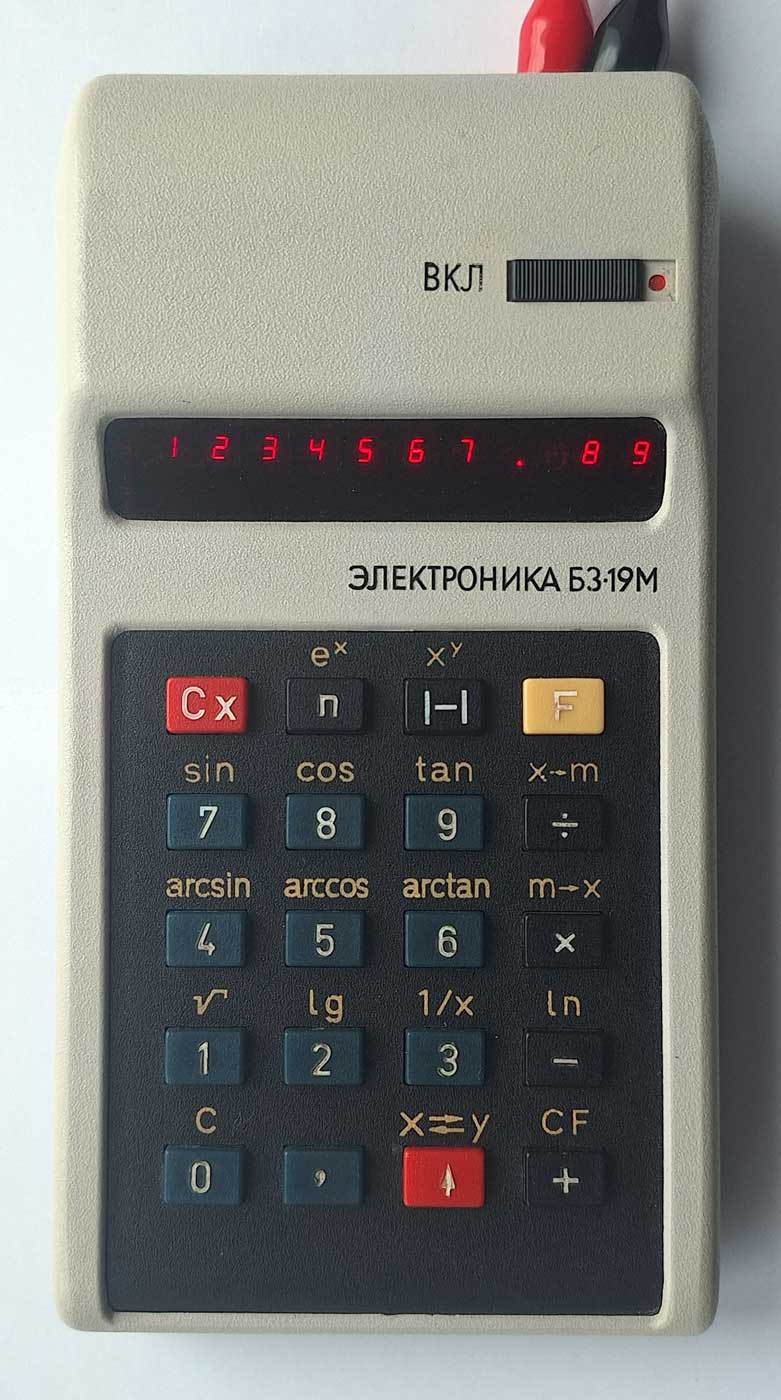 ВКЛ
1234567.89
ЭЛЕКТРОНИКА Б3·19М
eˣ xʸ
Cx n |–| F
sin cos tan x→m
7 8 9 ÷
arcsin arccos arctan m→x
4 5 6 ×
√ lg 1/x ln
1 2 3 −
C x⇄y CF
0 , ↑ +